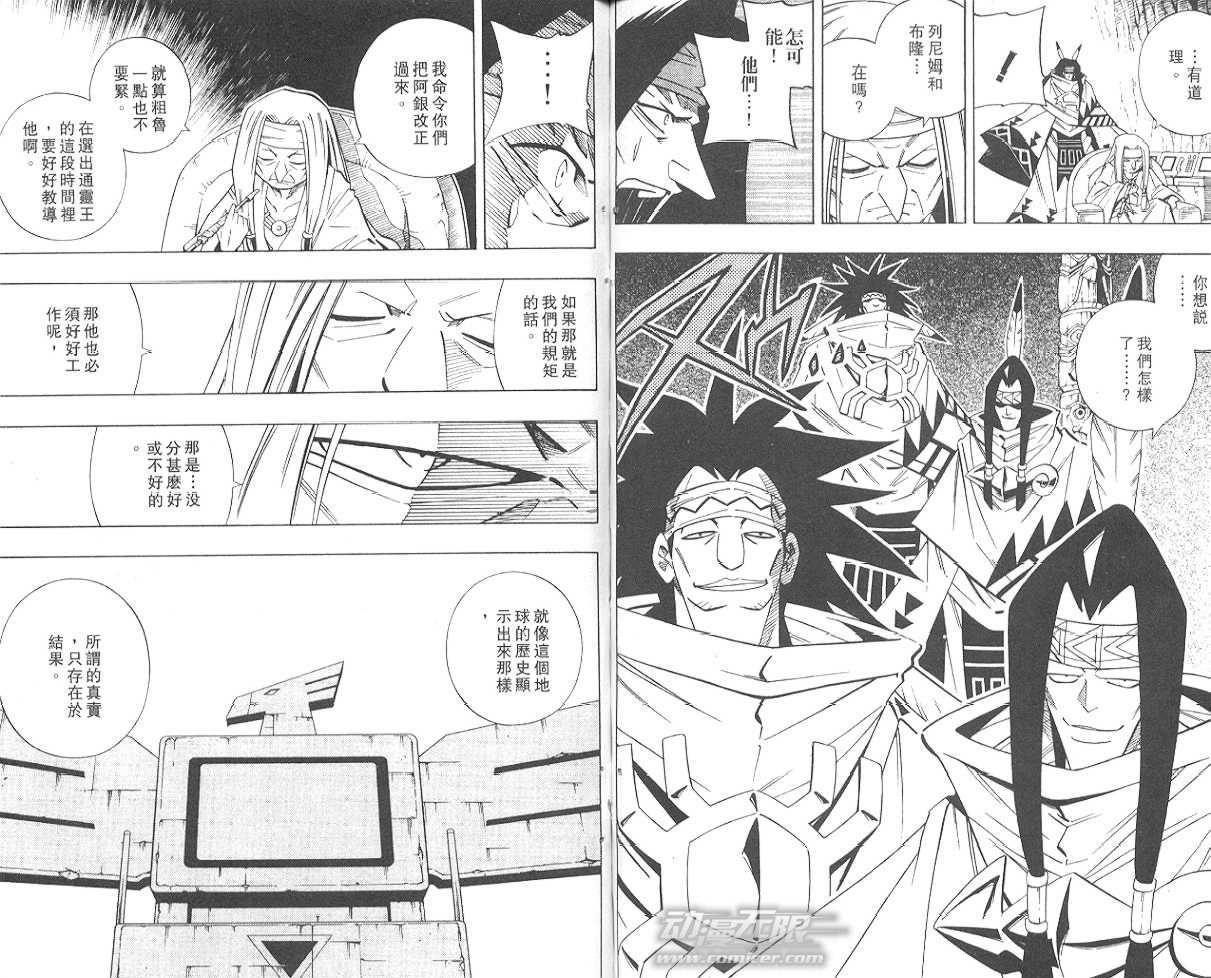 …有道
理。
！
列尼姆和
布隆…
在嗎？
怎可
能！
他們…！
你想說
……
我們怎樣
了……？
…！
我命令你們
把阿銀改正
過來。
就算粗魯
一點也不
要緊。
在選出通靈王
的這段時間裡
，要好好教導
他啊。
如果那就是
我們的規矩
的話。
那他也必
須好好工
作呢，
那是…没
分甚麽好
或不好的
。
就像這個地
球的歷史顯
示出來那樣
，
所謂的真實
，只存在於
結果。
动漫无限
www.comicer.com